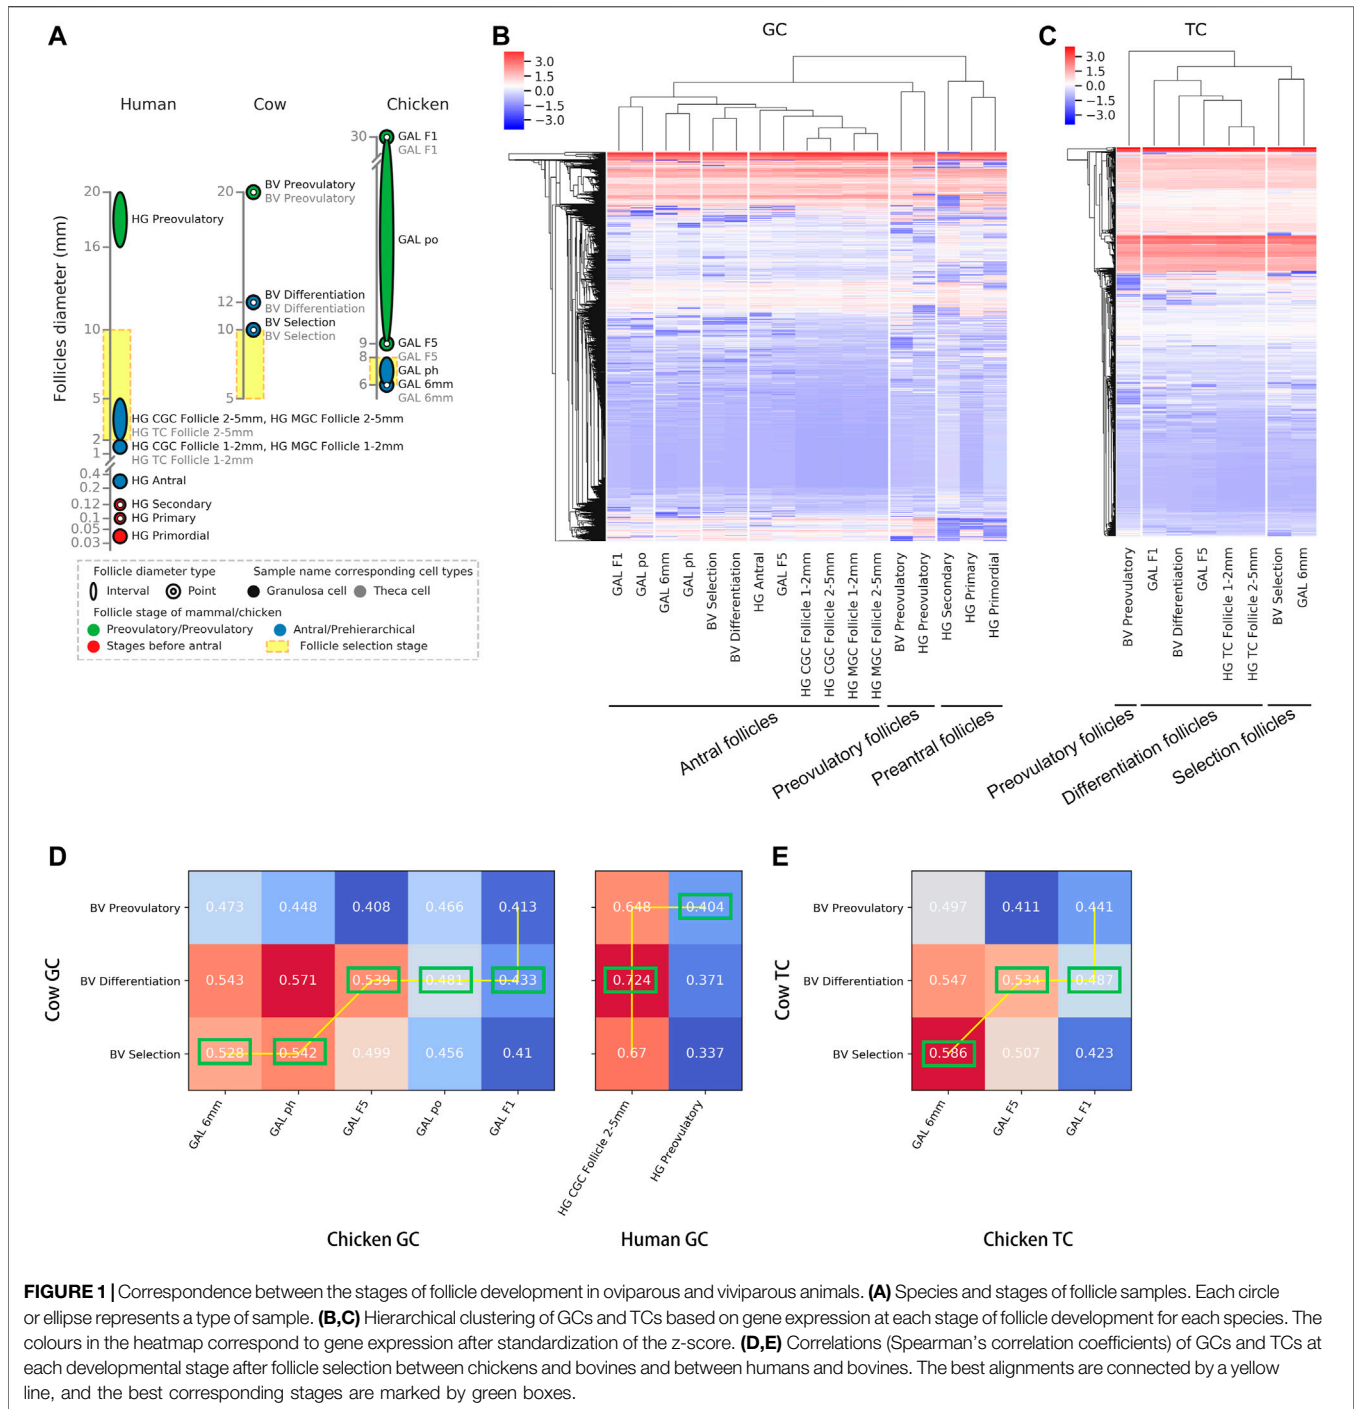 A
Human
Cow
Chicken
Follicles diameter (mm)
20
16
10
5
2
1
0.4
0.2
0.12
0.1
0.05
0.03
HG Preovulatory
HG CGC Follicle 2-5mm, HG MGC Follicle 2-5mm
HG TC Follicle 2-5mm
HG CGC Follicle 1-2mm, HG MGC Follicle 1-2mm
HG TC Follicle 1-2mm
HG Antral
HG Secondary
HG Primary
HG Primordial
20
12
10
5
BV Preovulatory
BV Preovulatory
BV Differentiation
BV Differentiation
BV Selection
BV Selection
30
9
8
6
GAL F1
GAL F1
GAL po
GAL F5
GAL F5
GAL ph
GAL 6mm
GAL 6mm
Follicle diameter type
Sample name corresponding cell types
Interval
Point
Granulosa cell
Theca cell
Follicle stage of mammal/chicken
Preovulatory/Preovulatory
Antral/Prehierarchical
Stages before antral
Follicle selection stage
B
GC
3.0
1.5
0.0
−1.5
−3.0
GAL F1
GAL po
GAL 6mm
GAL ph
BV Selection
BV Differentiation
HG Antral
GAL F5
HG CGC Follicle 1-2mm
HG CGC Follicle 2-5mm
HG MGC Follicle 1-2mm
HG MGC Follicle 2-5mm
BV Preovulatory
HG Preovulatory
HG Secondary
HG Primary
HG Primordial
Antral follicles
Preovulatory follicles
Preantral follicles
C
TC
3.0
1.5
0.0
−1.5
−3.0
BV Preovulatory
GAL F1
BV Differentiation
GAL F5
HG TC Follicle 1-2mm
HG TC Follicle 2-5mm
BV Selection
GAL 6mm
Preovulatory follicles
Differentiation follicles
Selection follicles
D
Cow GC
BV Preovulatory
0.473 0.448 0.408 0.466 0.413
BV Differentiation
0.543 0.571 0.539 0.481 0.433
BV Selection
0.528 0.542 0.499 0.456 0.41
GAL 6mm
GAL ph
GAL F5
GAL po
GAL F1
Chicken GC
0.648 0.404
0.724 0.371
0.67 0.337
HG CGC Follicle 2-5mm
HG Preovulatory
Human GC
E
Cow TC
BV Preovulatory
0.497 0.411 0.441
BV Differentiation
0.547 0.534 0.487
BV Selection
0.586 0.507 0.423
GAL 6mm
GAL F5
GAL F1
Chicken TC
FIGURE 1 | Correspondence between the stages of follicle development in oviparous and viviparous animals. (A) Species and stages of follicle samples. Each circle
or ellipse represents a type of sample. (B,C) Hierarchical clustering of GCs and TCs based on gene expression at each stage of follicle development for each species. The
colours in the heatmap correspond to gene expression after standardization of the z-score. (D,E) Correlations (Spearman's correlation coefficients) of GCs and TCs at
each developmental stage after follicle selection between chickens and bovines and between humans and bovines. The best alignments are connected by a yellow
line, and the best corresponding stages are marked by green boxes.